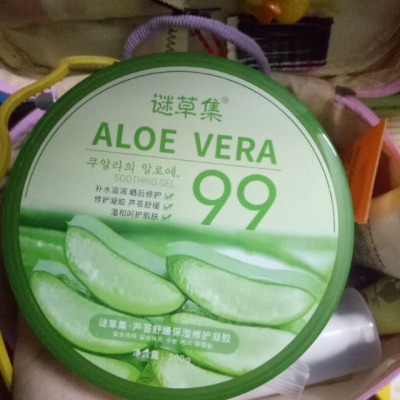 谜草集®
ALOE VERA
쿠알라의 알로에.
SOOTHING GEL
99
补水滋润 晒后修护
修护凝胶 芦荟舒缓
温和呵护肌肤
谜草集·芦荟舒缓保湿修护凝胶
净含量: 300g